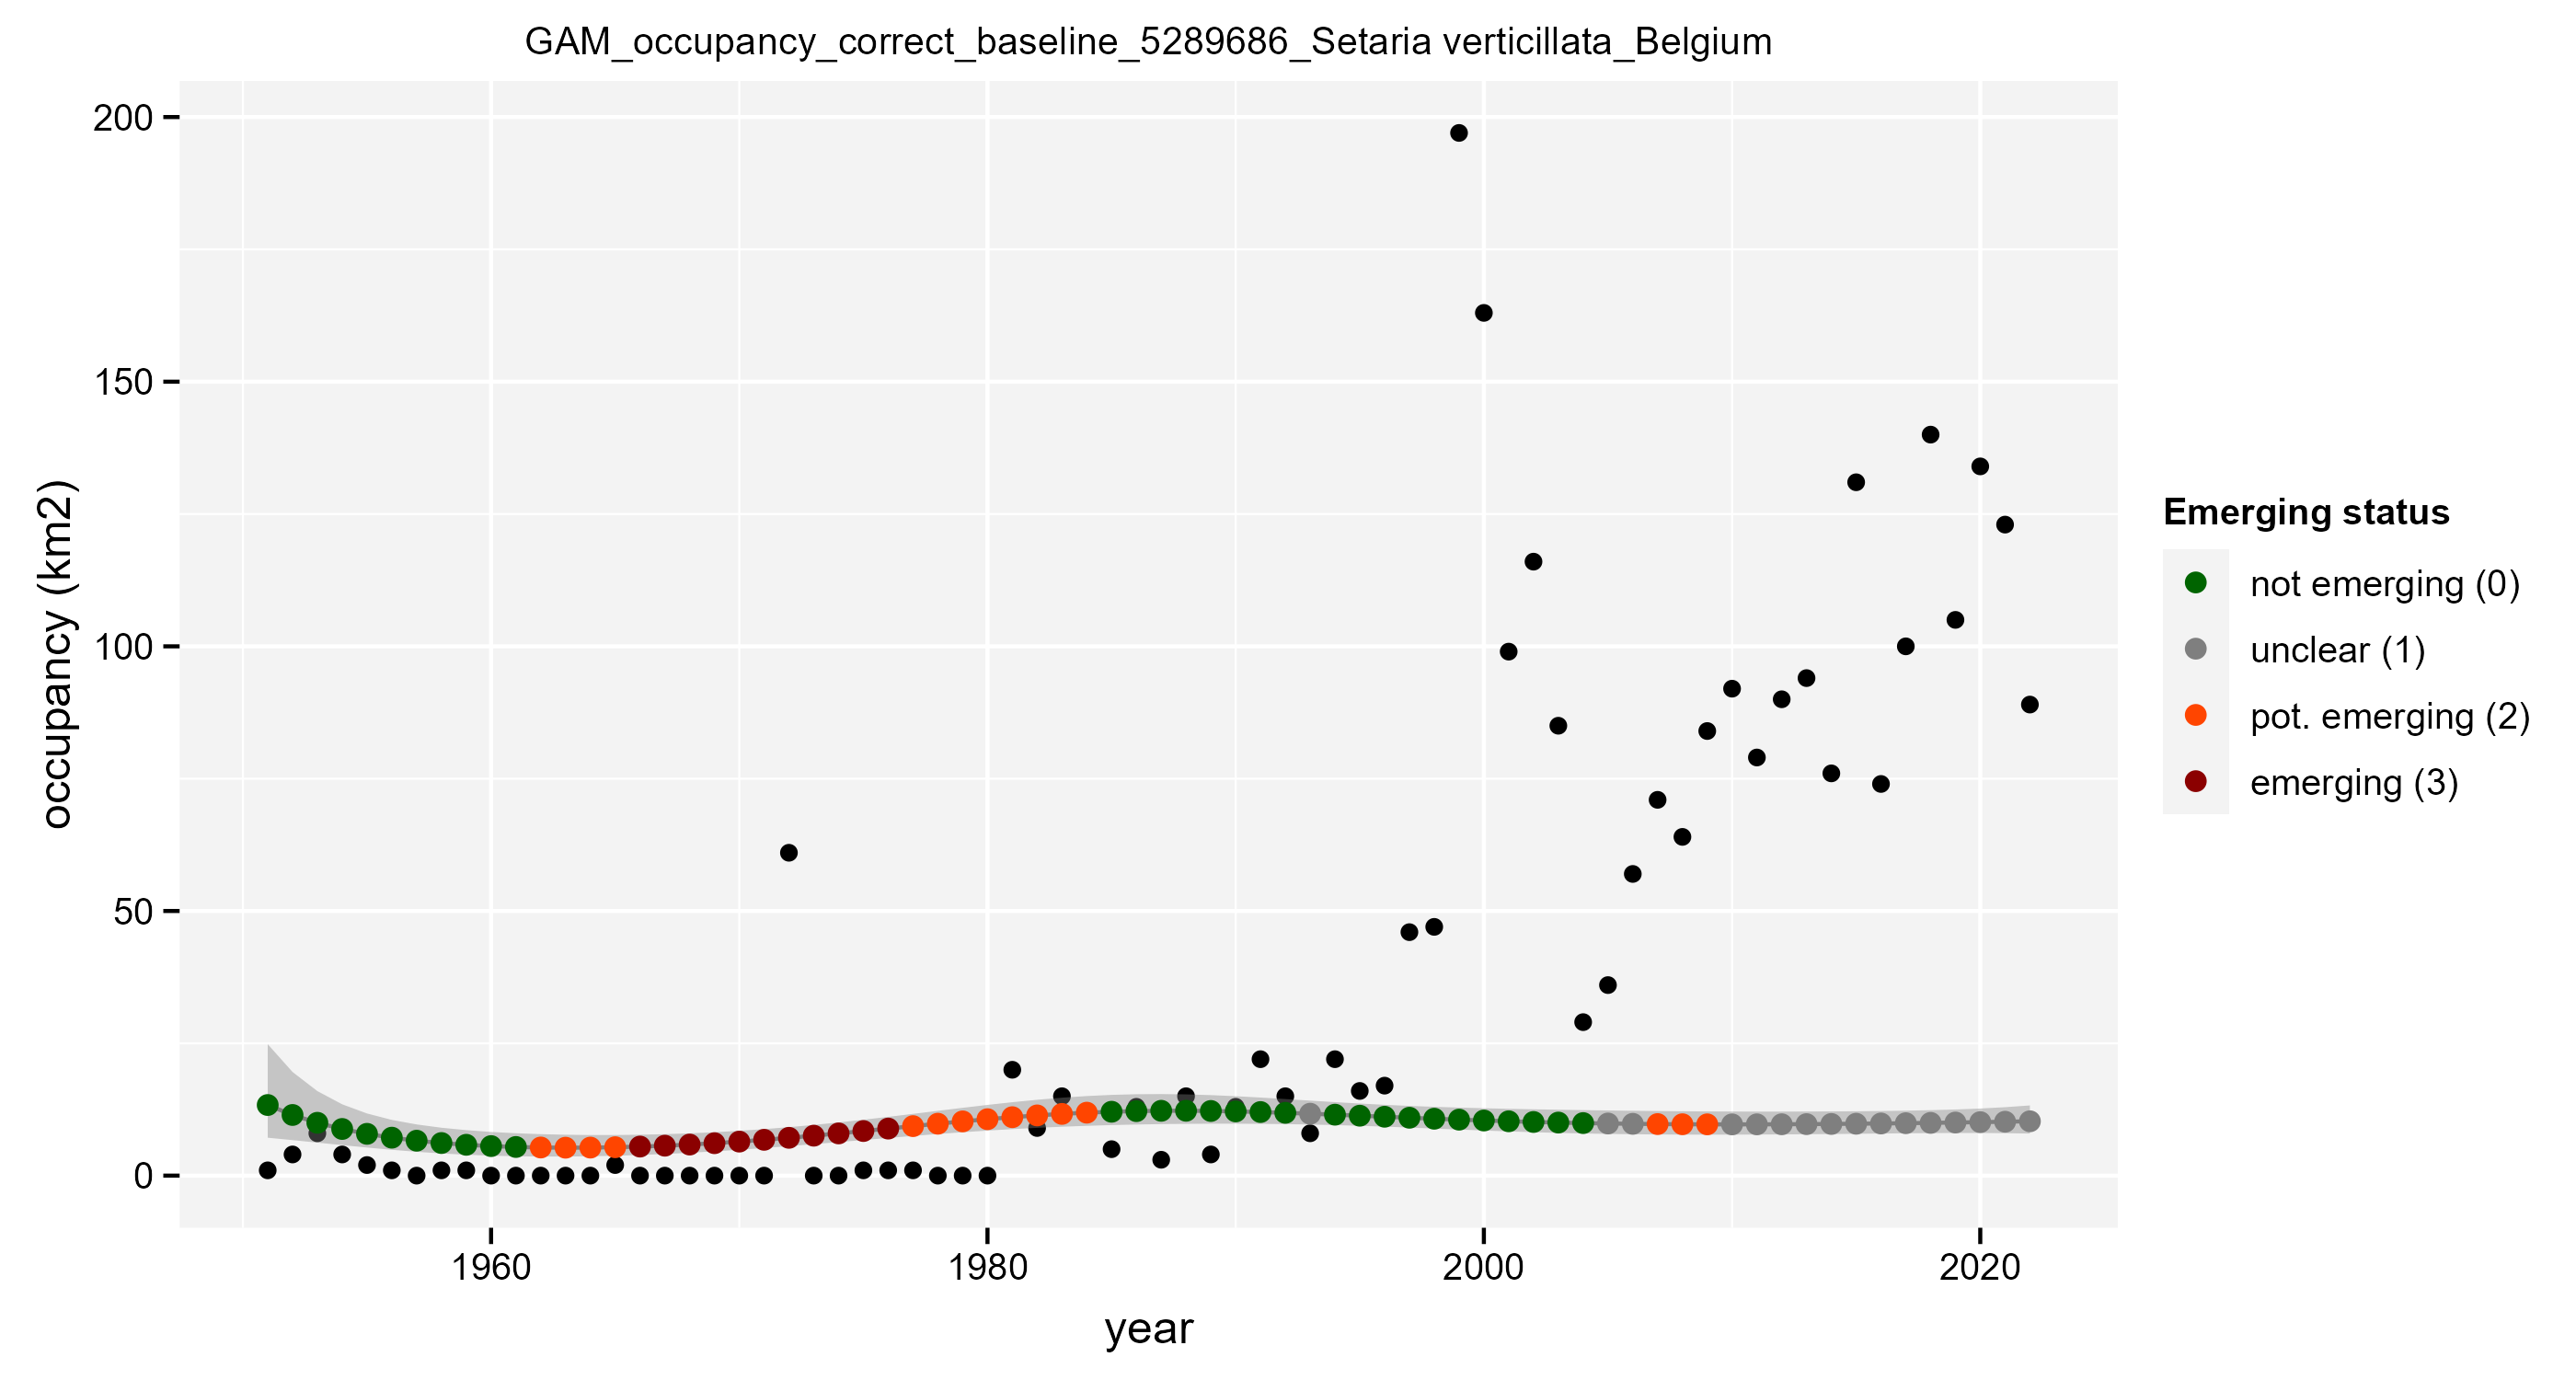 GAM_occupancy_correct_baseline_5289686_Setaria verticillata_Belgium
200
150
100
50
0
occupancy (km2)
1960
1980
2000
2020
year
Emerging status
not emerging (0)
unclear (1)
pot. emerging (2)
emerging (3)